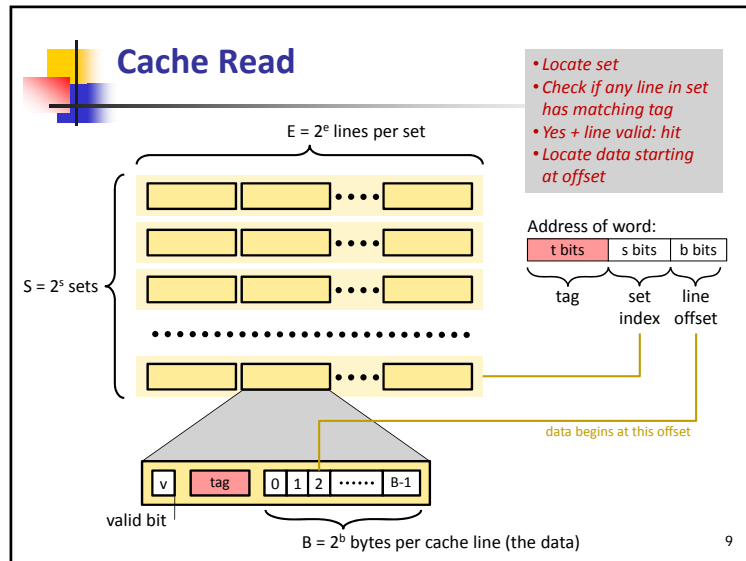 Cache Read
• Locate set
• Check if any line in set
has matching tag
• Yes + line valid: hit
• Locate data starting
at offset
E = 2ᵉ lines per set
S = 2ˢ sets
Address of word:
t bits s bits b bits
tag set index line offset
data begins at this offset
v tag 0 1 2 •••••• B-1
valid bit
B = 2ᵇ bytes per cache line (the data)
9